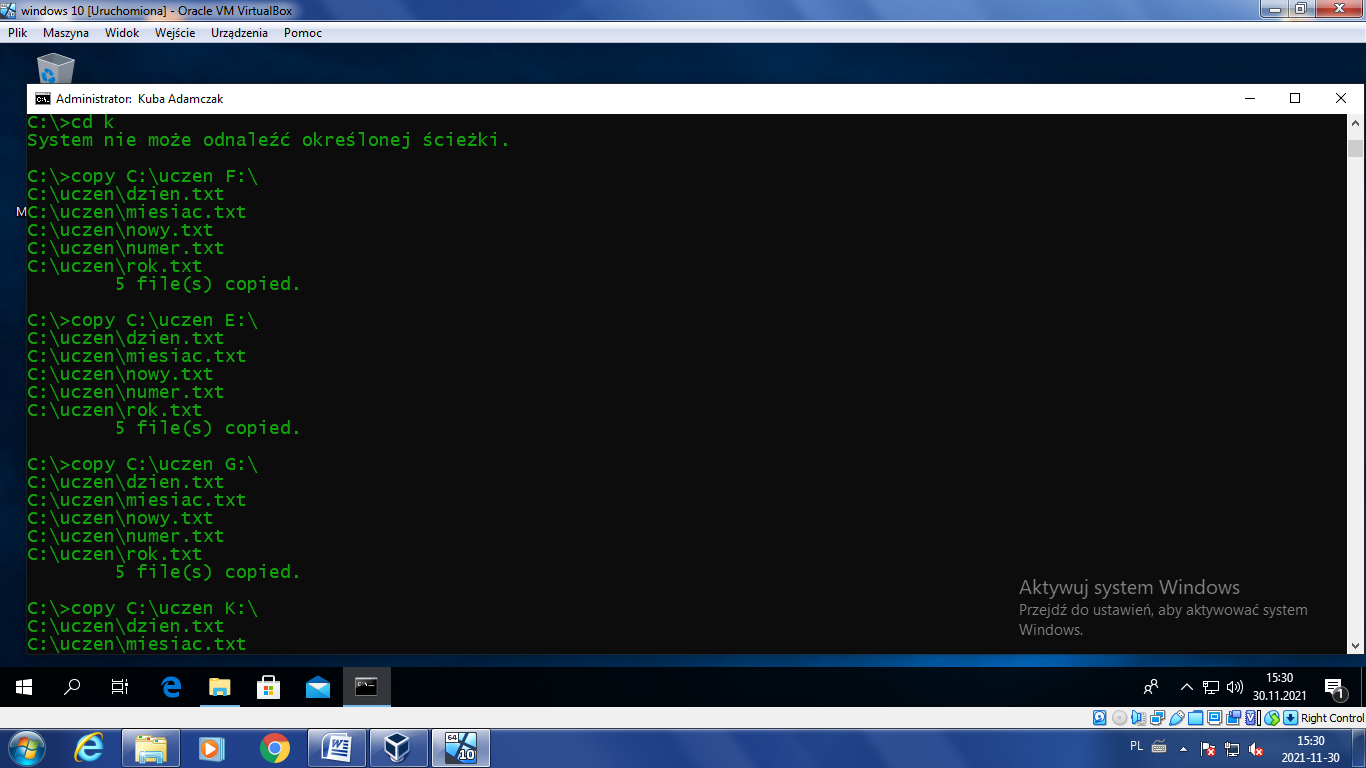 windows 10 [Uruchomiona] - Oracle VM VirtualBox
Plik Maszyna Widok Wejście Urządzenia Pomoc
Administrator: Kuba Adamczak
C:\>cd k
System nie może odnaleźć określonej ścieżki.
C:\>copy C:\uczen F:\
C:\uczen\dzien.txt
M
C:\uczen\miesiac.txt
C:\uczen\nowy.txt
C:\uczen\numer.txt
C:\uczen\rok.txt
5 file(s) copied.
C:\>copy C:\uczen E:\
C:\uczen\dzien.txt
C:\uczen\miesiac.txt
C:\uczen\nowy.txt
C:\uczen\numer.txt
C:\uczen\rok.txt
5 file(s) copied.
C:\>copy C:\uczen G:\
C:\uczen\dzien.txt
C:\uczen\miesiac.txt
C:\uczen\nowy.txt
C:\uczen\numer.txt
C:\uczen\rok.txt
5 file(s) copied.
C:\>copy C:\uczen K:\
C:\uczen\dzien.txt
C:\uczen\miesiac.txt
Aktywuj system Windows
Przejdź do ustawień, aby aktywować system
Windows.
15:30
30.11.2021
1
Right Control
64
10
PL
15:30
2021-11-30